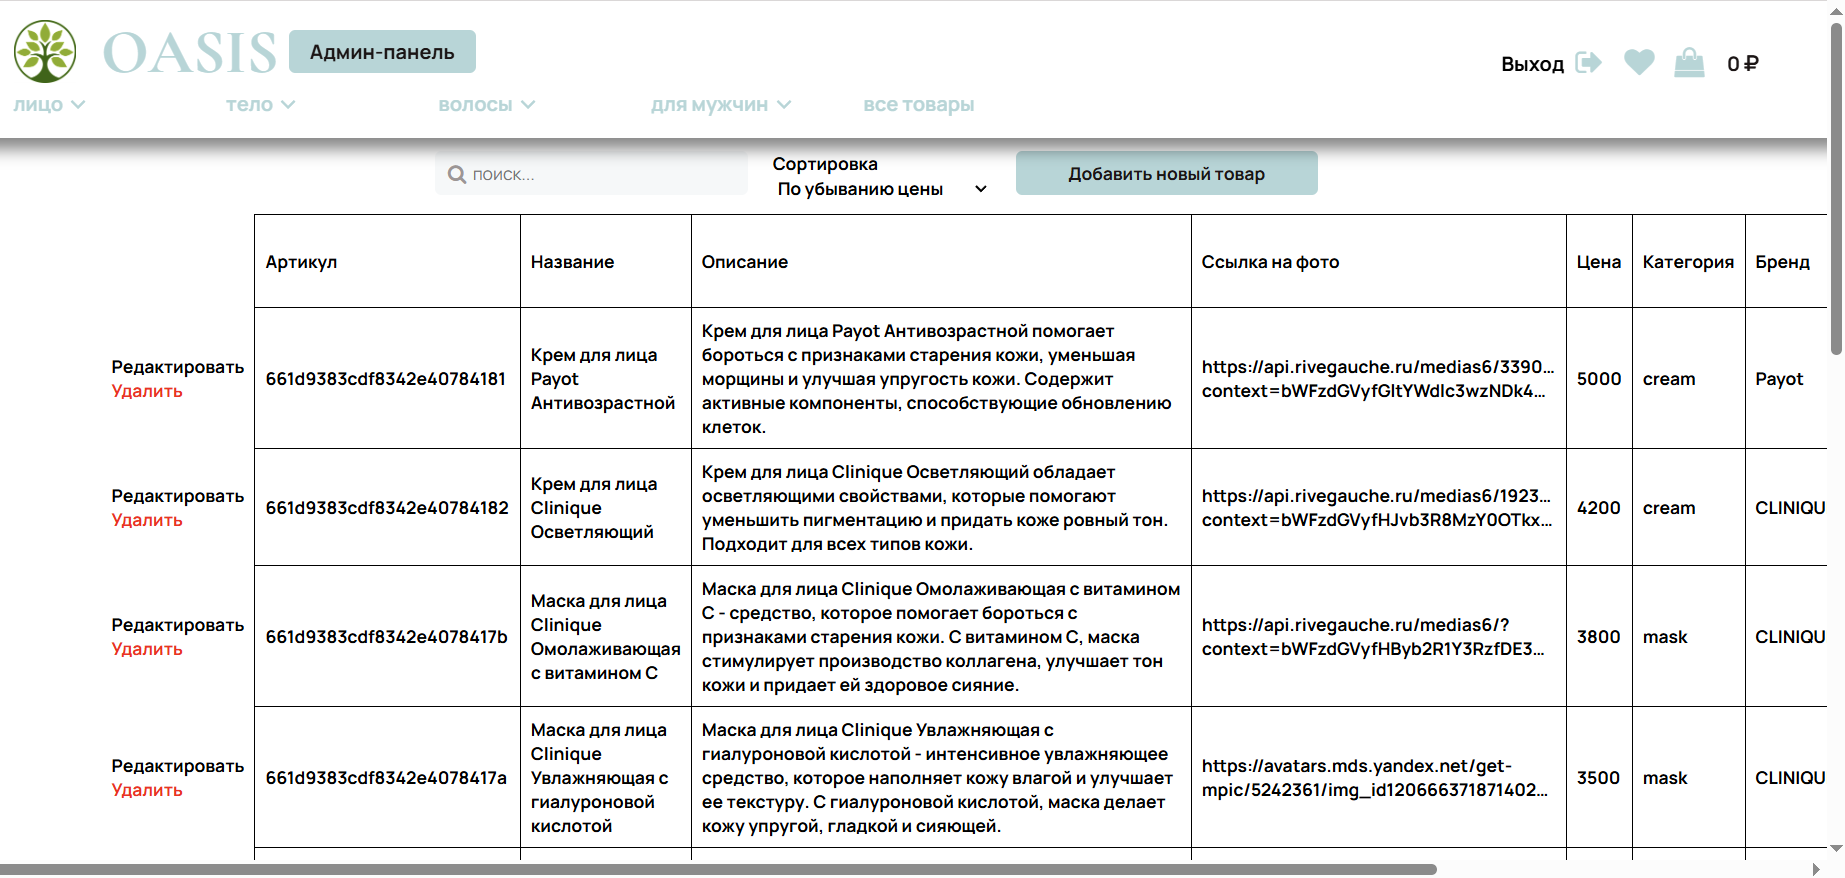 OASIS
Админ-панель
Выход
0 ₽
лицо
тело
волосы
для мужчин
все товары
поиск...
Сортировка
По убыванию цены
Добавить новый товар
Артикул
Название
Описание
Ссылка на фото
Цена
Категория
Бренд
Редактировать
Удалить
661d9383cdf8342e40784181
Крем для лица
Payot
Антивозрастной
Крем для лица Payot Антивозрастной помогает
бороться с признаками старения кожи, уменьшая
морщины и улучшая упругость кожи. Содержит
активные компоненты, способствующие обновлению
клеток.
https://api.rivegauche.ru/medias6/3390...
context=bWFzdGVyfGltYWdlc3wzNDk4...
5000
cream
Payot
Редактировать
Удалить
661d9383cdf8342e40784182
Крем для лица
Clinique
Осветляющий
Крем для лица Clinique Осветляющий обладает
осветляющими свойствами, которые помогают
уменьшить пигментацию и придать коже ровный тон.
Подходит для всех типов кожи.
https://api.rivegauche.ru/medias6/1923...
context=bWFzdGVyfHJvb3R8MzY0OTkx...
4200
cream
CLINIQU
Редактировать
Удалить
661d9383cdf8342e4078417b
Маска для лица
Clinique
Омолаживающая
с витамином С
Маска для лица Clinique Омолаживающая с витамином
С - средство, которое помогает бороться с
признаками старения кожи. С витамином С, маска
стимулирует производство коллагена, улучшает тон
кожи и придает ей здоровое сияние.
https://api.rivegauche.ru/medias6/?
context=bWFzdGVyfHByb2R1Y3RzfDE3...
3800
mask
CLINIQU
Редактировать
Удалить
661d9383cdf8342e4078417a
Маска для лица
Clinique
Увлажняющая с
гиалуроновой
кислотой
Маска для лица Clinique Увлажняющая с
гиалуроновой кислотой - интенсивное увлажняющее
средство, которое наполняет кожу влагой и улучшает
ее текстуру. С гиалуроновой кислотой, маска делает
кожу упругой, гладкой и сияющей.
https://avatars.mds.yandex.net/get-
mpic/5242361/img_id120666371871402...
3500
mask
CLINIQU